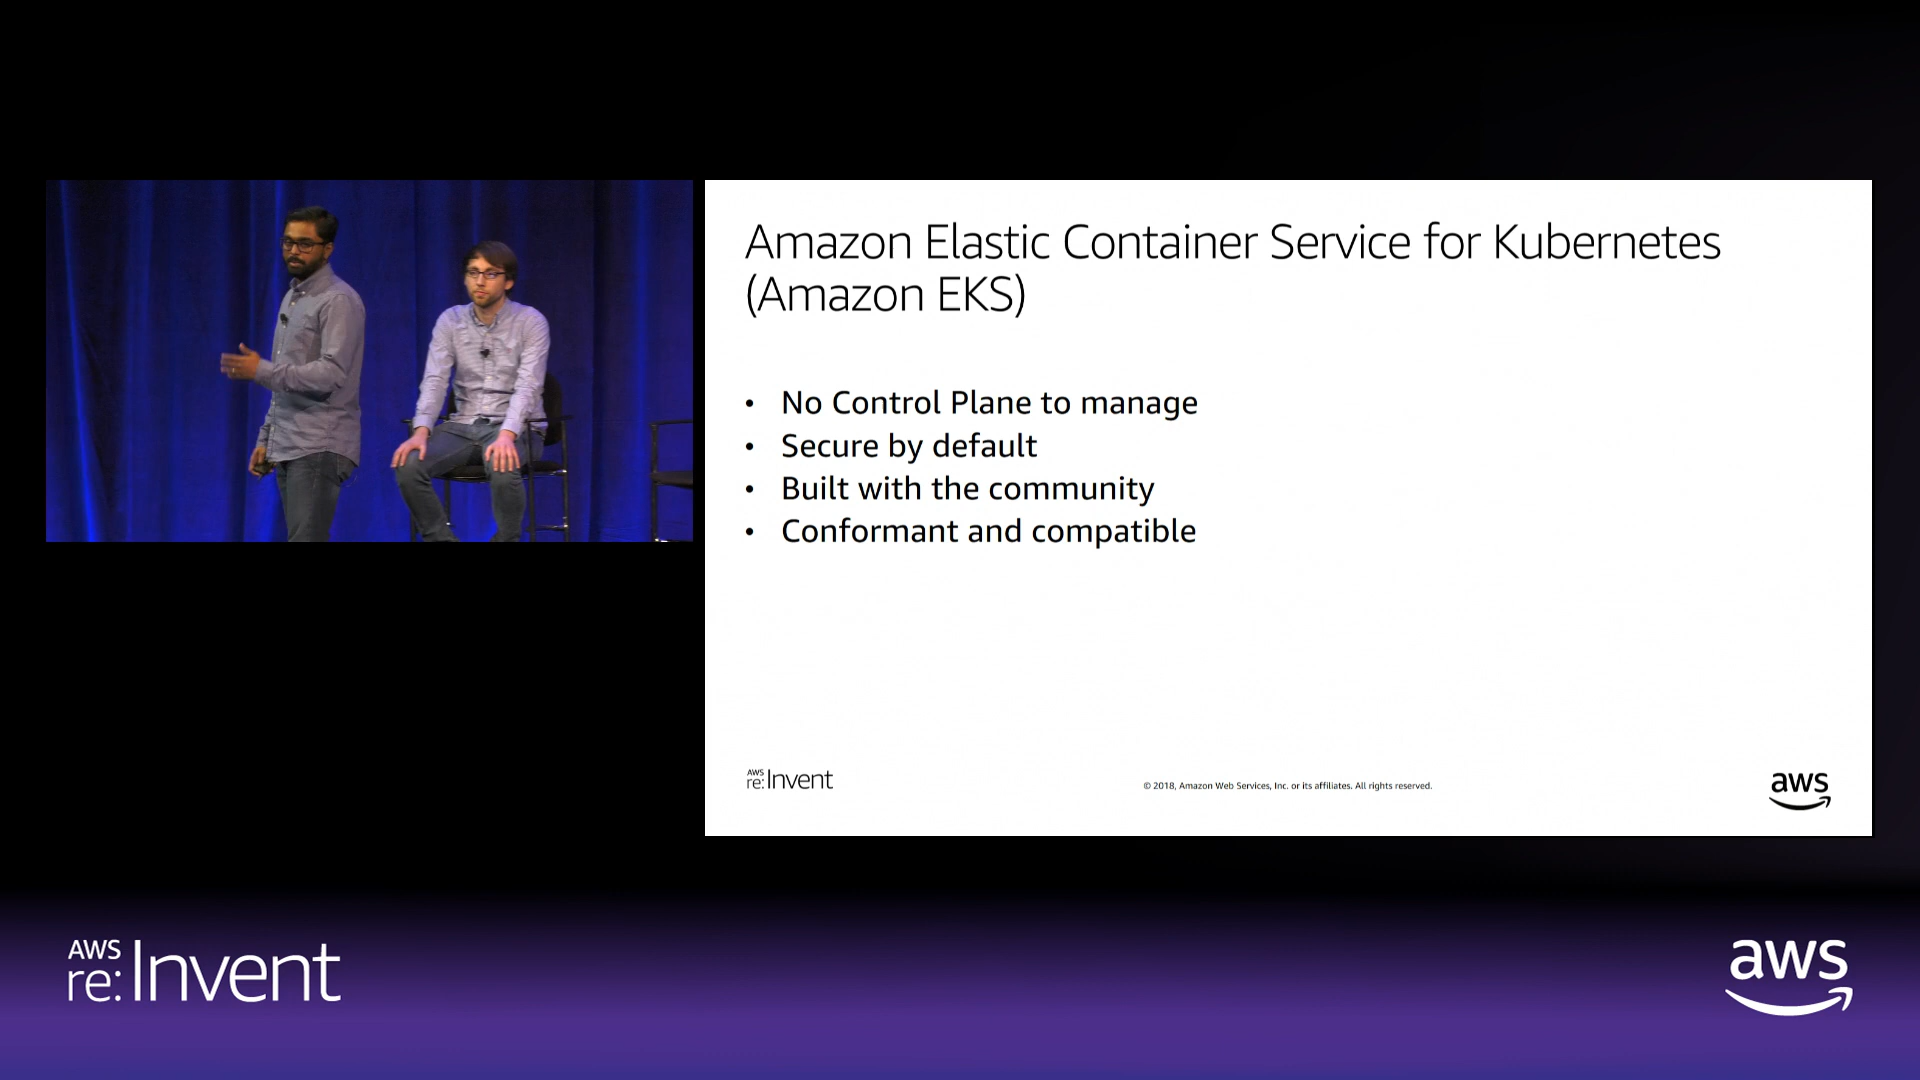 Amazon Elastic Container Service for Kubernetes
(Amazon EKS)
• No Control Plane to manage
• Secure by default
• Built with the community
• Conformant and compatible
AWS
re:Invent
© 2018, Amazon Web Services, Inc. or its affiliates. All rights reserved.
aws
AWS
re:Invent
aws